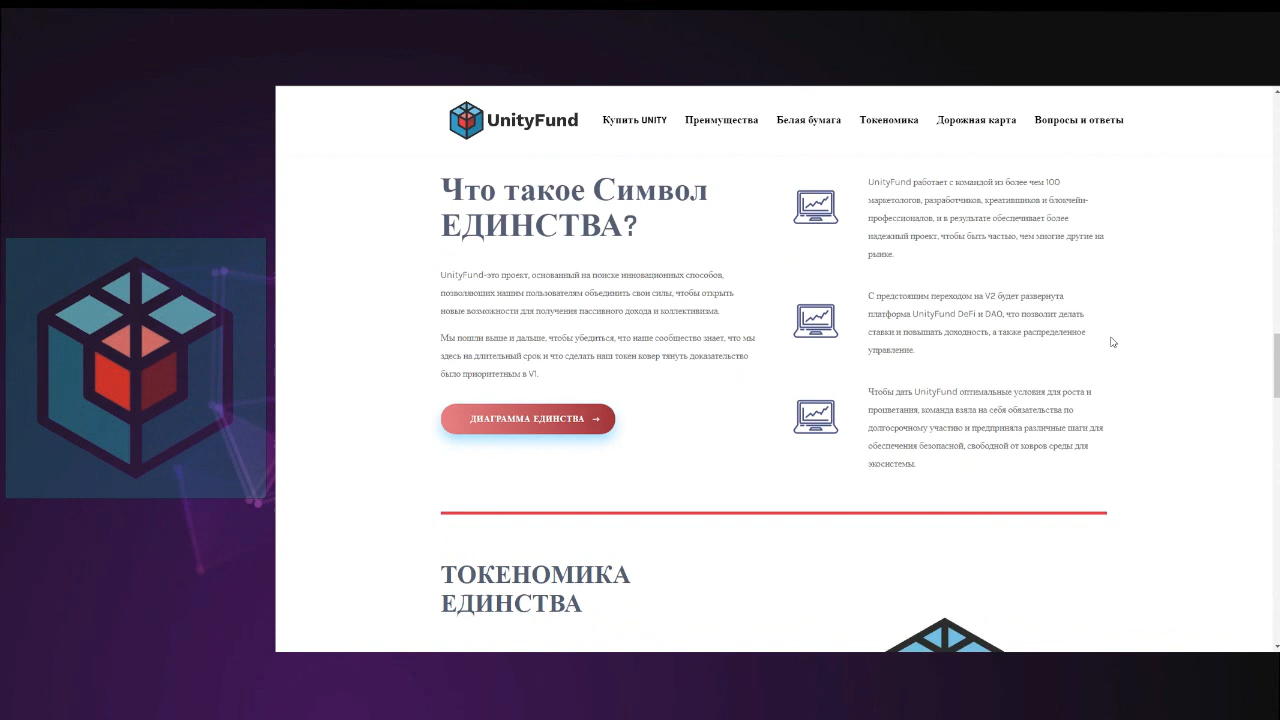 UnityFund
Купить UNITY
Преимущества
Белая бумага
Токеномика
Дорожная карта
Вопросы и ответы
Что такое Символ
ЕДИНСТВА?
UnityFund-это проект, основанный на поиске инновационных способов,
позволяющих нашим пользователям объединить свои силы, чтобы открыть
новые возможности для получения пассивного дохода и коллективизма.
Мы пошли выше и дальше, чтобы убедиться, что наше сообщество знает, что мы
здесь на длительный срок и что сделать наш токен ковер тянуть доказательство
было приоритетным в V1.
ДИАГРАММА ЕДИНСТВА →
UnityFund работает с командой из более чем 100
маркетологов, разработчиков, креативщиков и блокчейн-
профессионалов, и в результате обеспечивает более
надежный проект, чтобы быть частью, чем многие другие на
рынке.
С предстоящим переходом на V2 будет развернута
платформа UnityFund DeFi и DAO, что позволит делать
ставки и повышать доходность, а также распределенное
управление.
Чтобы дать UnityFund оптимальные условия для роста и
процветания, команда взяла на себя обязательства по
долгосрочному участию и предприняла различные шаги для
обеспечения безопасной, свободной от ковров среды для
экосистемы.
ТОКЕНОМИКА
ЕДИНСТВА